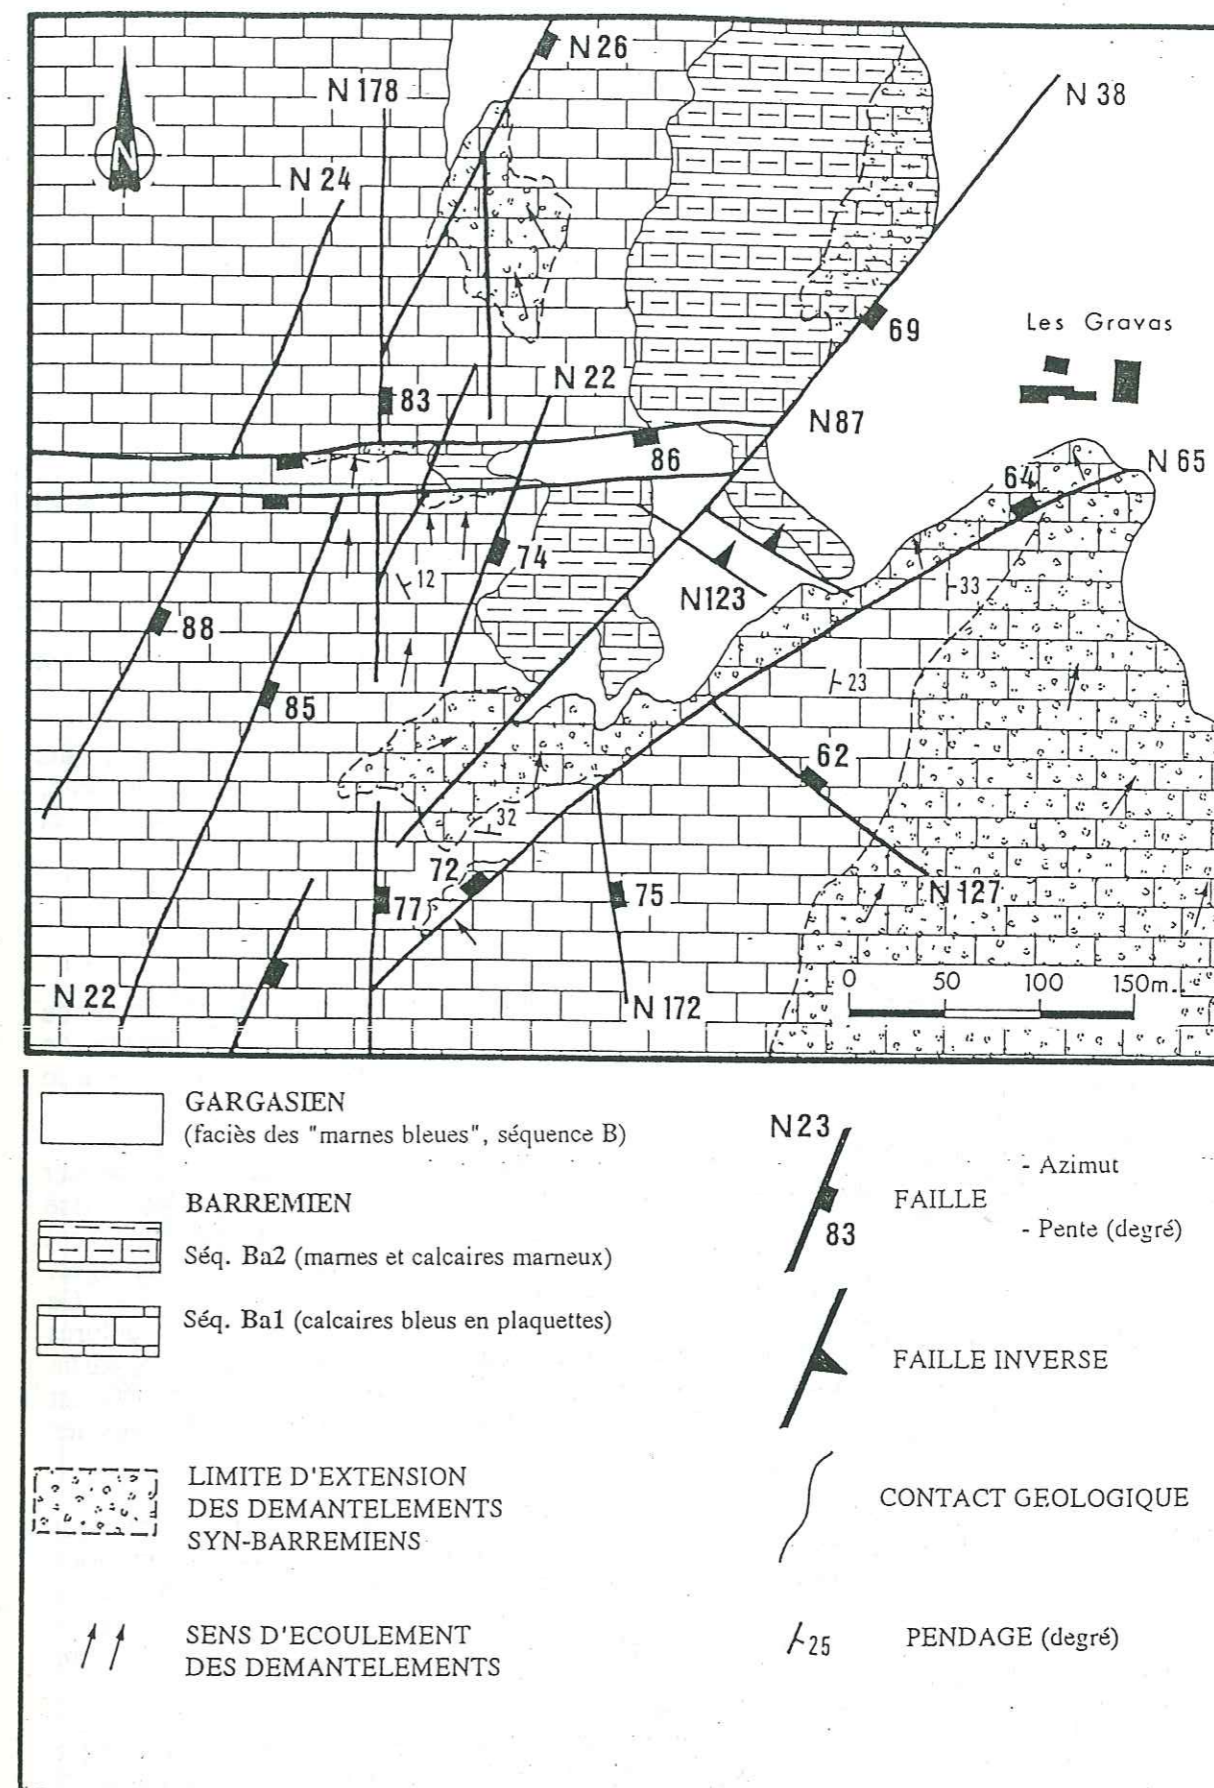 N 26
N 178
N 38
N
N 24
Les Gravas
69
N 22
83
N 87
86
N 65
64
74
12
33
N123
88
23
85
62
32
72
77
75
N 127
0 50 100 150m.
N 22
N 172
GARGASIEN
(faciès des "marnes bleues", séquence B)
BARREMIEN
Séq. Ba2 (marnes et calcaires marneux)
Séq. Ba1 (calcaires bleus en plaquettes)
LIMITE D'EXTENSION
DES DEMANTELEMENTS
SYN-BARREMIENS
SENS D'ECOULEMENT
DES DEMANTELEMENTS
N23
- Azimut
FAILLE
- Pente (degré)
83
FAILLE INVERSE
CONTACT GEOLOGIQUE
25
PENDAGE (degré)